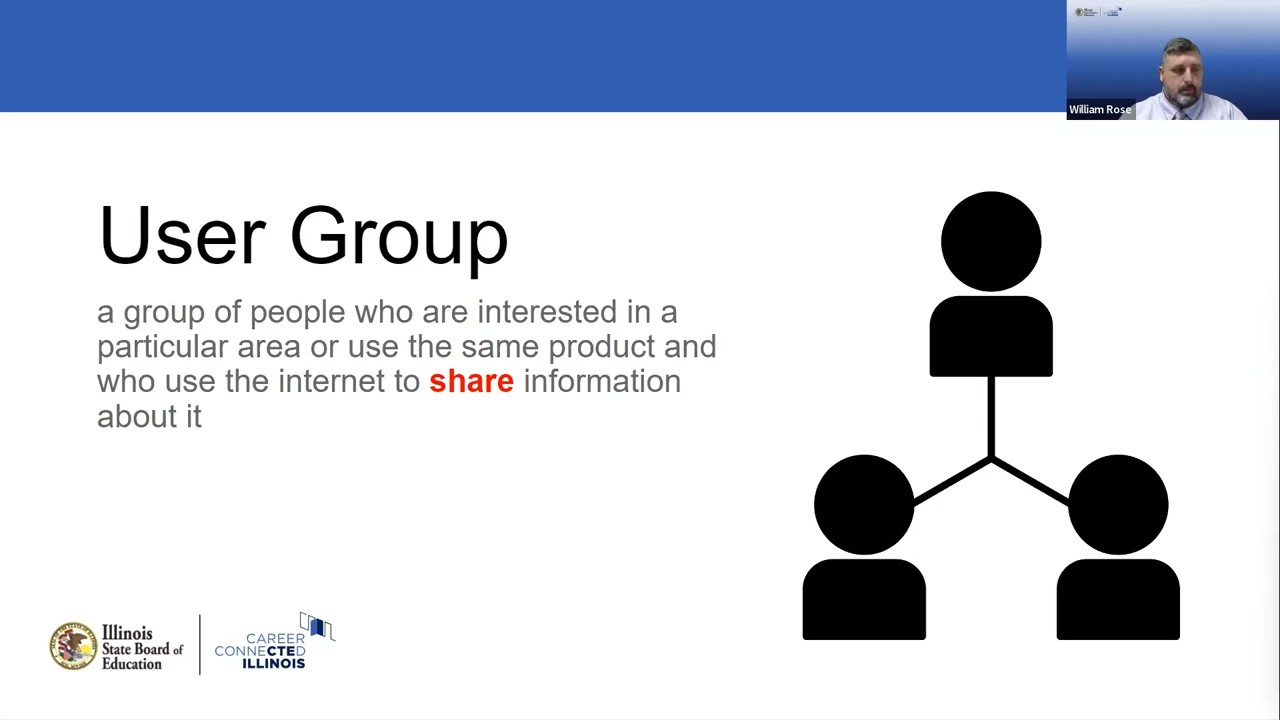 William Rose
User Group
a group of people who are interested in a
particular area or use the same product and
who use the internet to share information
about it
Illinois
State Board of
Education
CAREER
CONNECTED
ILLINOIS